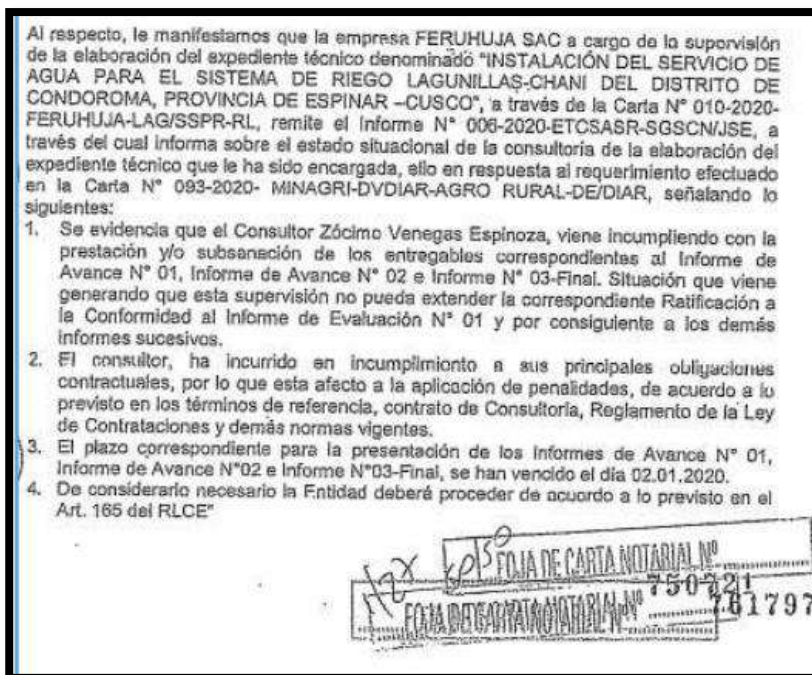 Al respecto, le manifestamos que la empresa FERUHUJA SAC a cargo de la supervisión
de la elaboración del expediente técnico denominado "INSTALACIÓN DEL SERVICIO DE
AGUA PARA EL SISTEMA DE RIEGO LAGUNILLAS-CHANI DEL DISTRITO DE
CONDOROMA, PROVINCIA DE ESPINAR –CUSCO", a través de la Carta N° 010-2020-
FERUHUJA-LAG/SSPR-RL, remite el Informe N° 006-2020-ETCSASR-SGSCN/JSE, a
través del cual informa sobre el estado situacional de la consultoría de la elaboración del
expediente técnico que le ha sido encargada, ello en respuesta al requerimiento efectuado
en la Carta N° 093-2020- MINAGRI-DVDIAR-AGRO RURAL-DE/DIAR, señalando lo
siguientes:
1. Se evidencia que el Consultor Zócimo Venegas Espinoza, viene incumpliendo con la
prestación y/o subsanación de los entregables correspondientes al Informe de
Avance N° 01, Informe de Avance N° 02 e Informe N° 03-Final. Situación que viene
generando que esta supervisión no pueda extender la correspondiente Ratificación a
la Conformidad al Informe de Evaluación N° 01 y por consiguiente a los demás
informes sucesivos.
2. El consultor, ha incurrido en incumplimiento a sus principales obligaciones
contractuales, por lo que esta afecto a la aplicación de penalidades, de acuerdo a lo
previsto en los términos de referencia, contrato de Consultoría, Reglamento de la Ley
de Contrataciones y demás normas vigentes.
3. El plazo correspondiente para la presentación de los Informes de Avance N° 01,
Informe de Avance N°02 e Informe N°03-Final, se han vencido el día 02.01.2020.
4. De considerarlo necesario la Entidad deberá proceder de acuerdo a lo previsto en el
Art. 165 del RLCE"
FOJA DE CARTA NOTARIAL Nº
750721
FOJA DE CARTA NOTARIAL Nº 761797